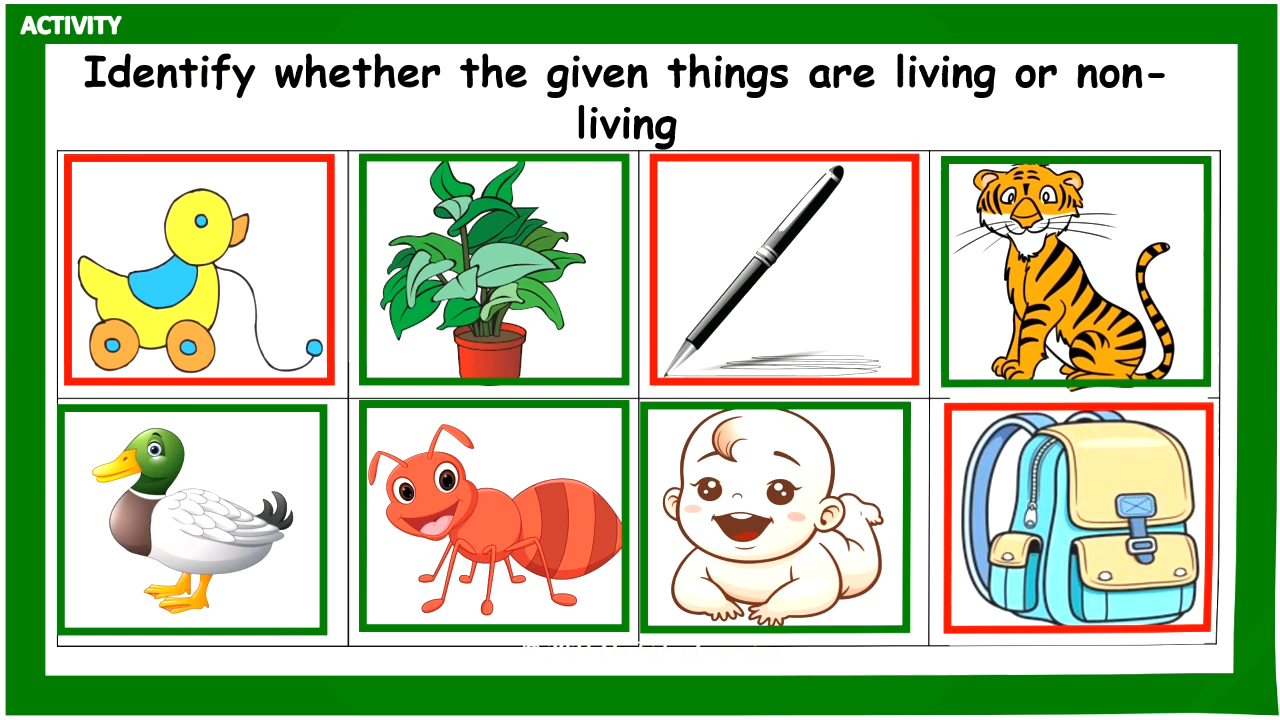 ACTIVITY
Identify whether the given things are living or non-
living